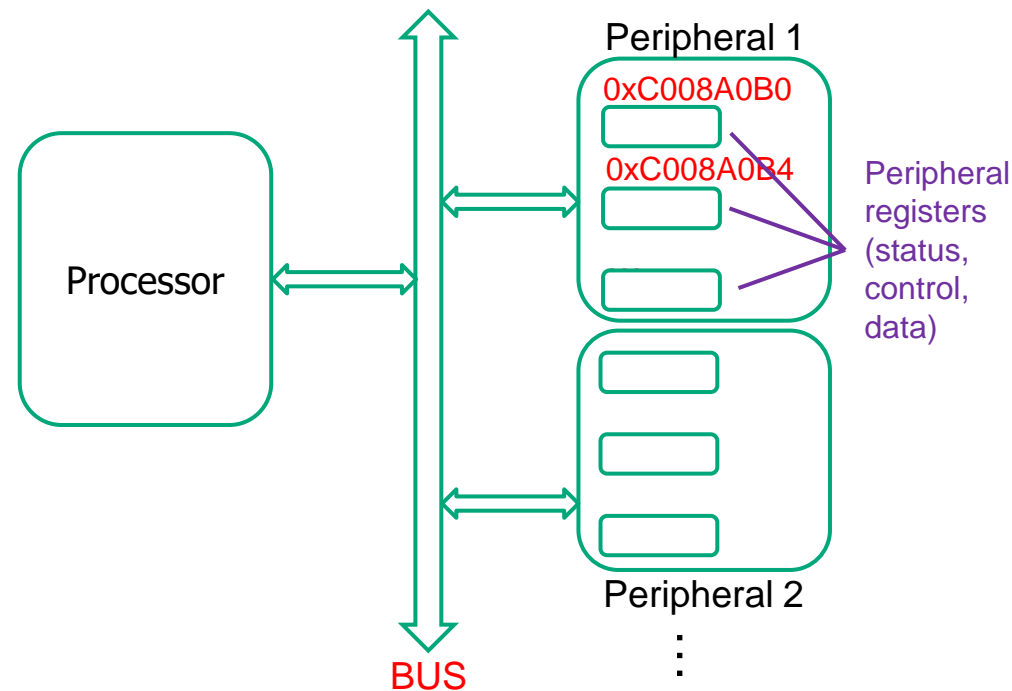 Peripheral 1
0xC008A0B0
0xC008A0B4
Peripheral
registers
(status,
control,
data)
Processor
...
Peripheral 2
⋮
BUS